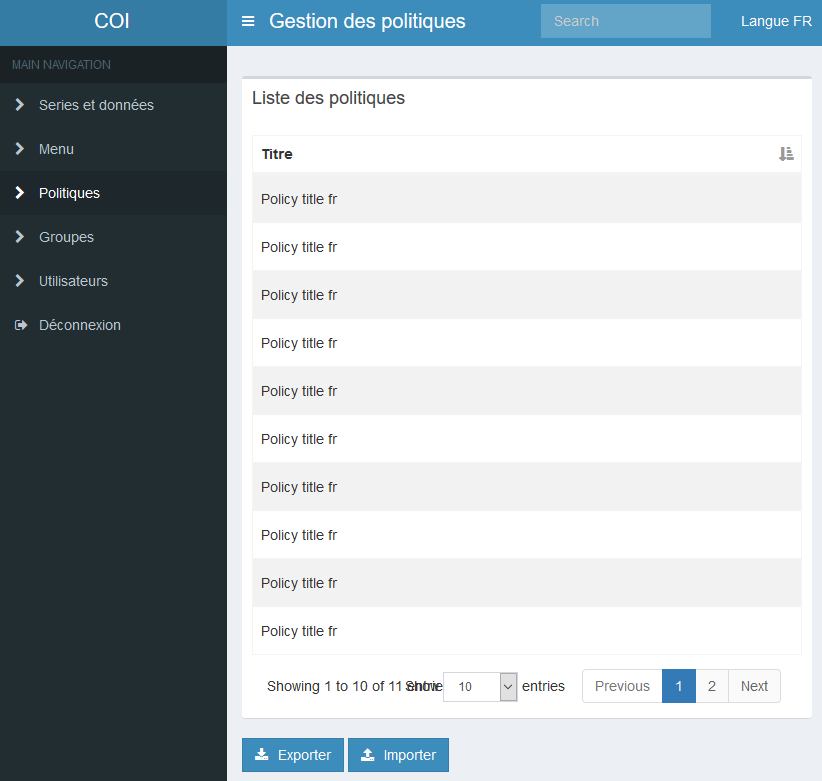 COI
Gestion des politiques
Search
Langue FR
MAIN NAVIGATION
Series et données
Menu
Politiques
Groupes
Utilisateurs
Déconnexion
Liste des politiques
Titre
Policy title fr
Policy title fr
Policy title fr
Policy title fr
Policy title fr
Policy title fr
Policy title fr
Policy title fr
Policy title fr
Policy title fr
Showing 1 to 10 of 11 entries
Show 10 entries
Previous 1 2 Next
Exporter
Importer